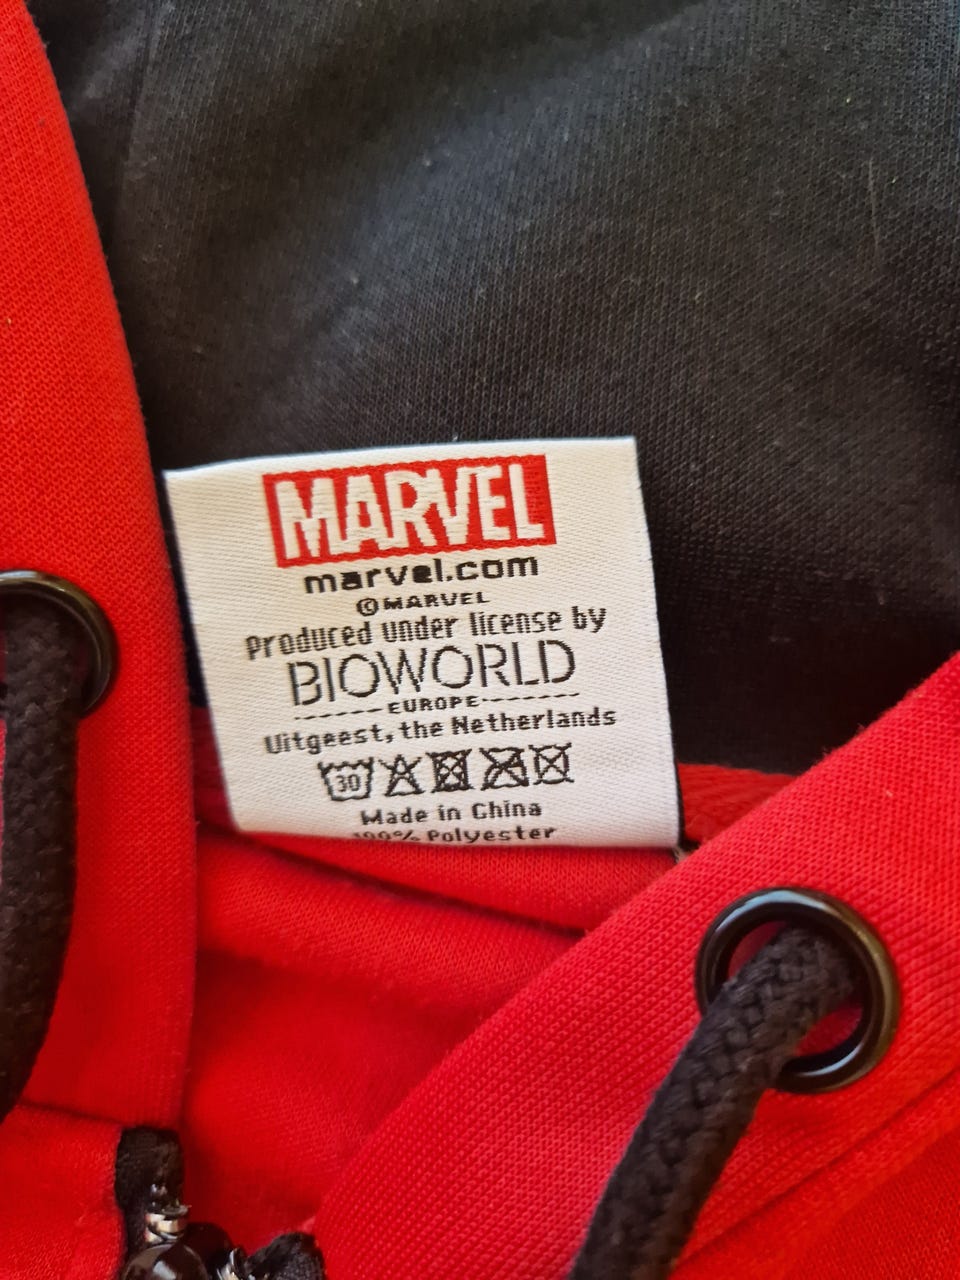 MARVEL
marvel.com
©MARVEL
Produced under license by
BIOWORLD
EUROPE
Uitgeest, the Netherlands
30
Made in China
100% Polyester